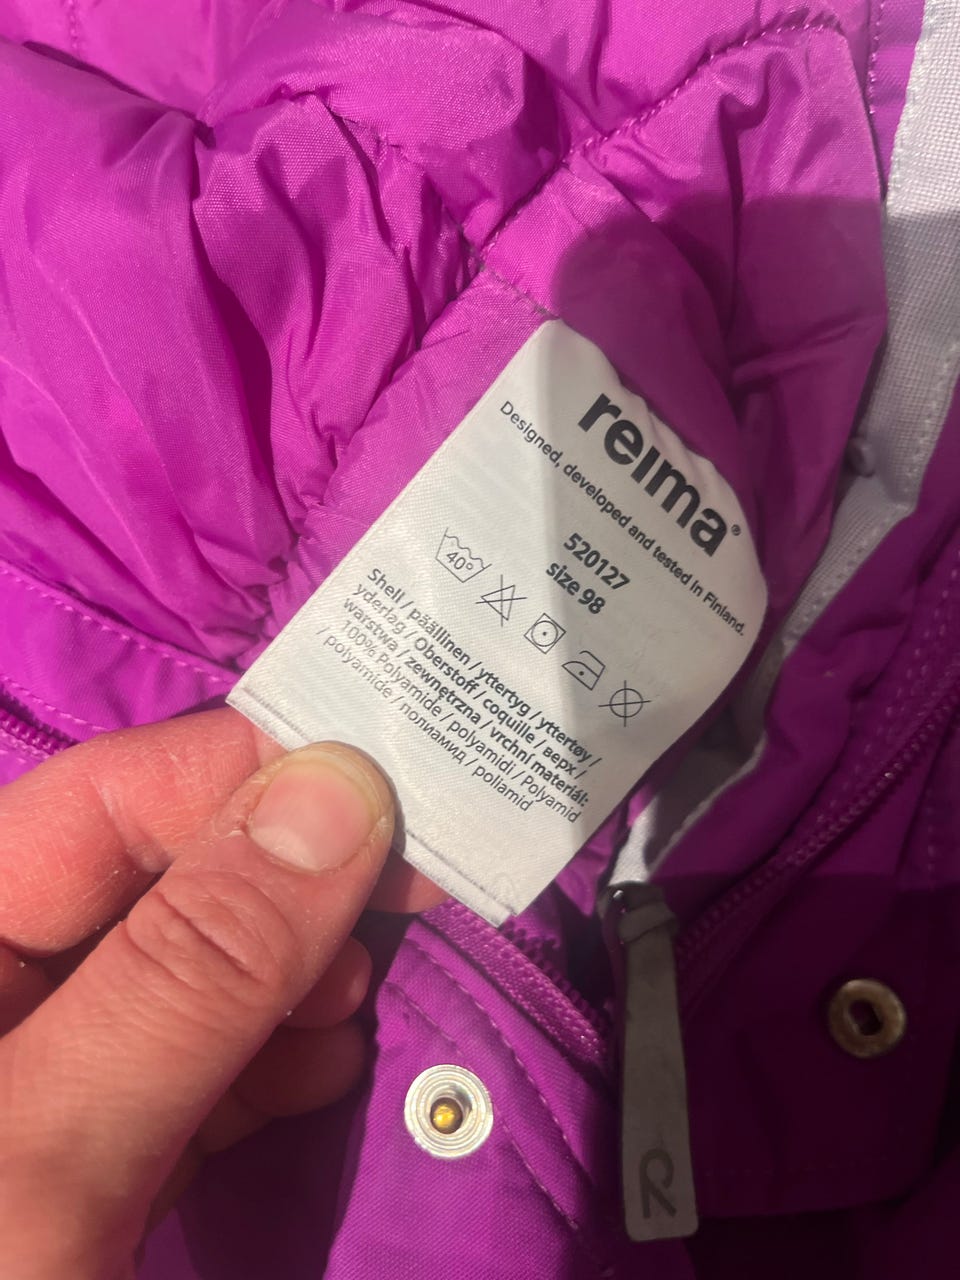 reima®
Designed, developed and tested in Finland.
520127
size 98
40°
Shell / päällinen / yttertyg / yttertøy /
yderlag / Oberstoff / coquille / верх /
warstwa / zewnętrzna / vrchní materiál:
100% Polyamide / polyamidi / Polyamid
/ polyamide / полиамид / poliamid
R